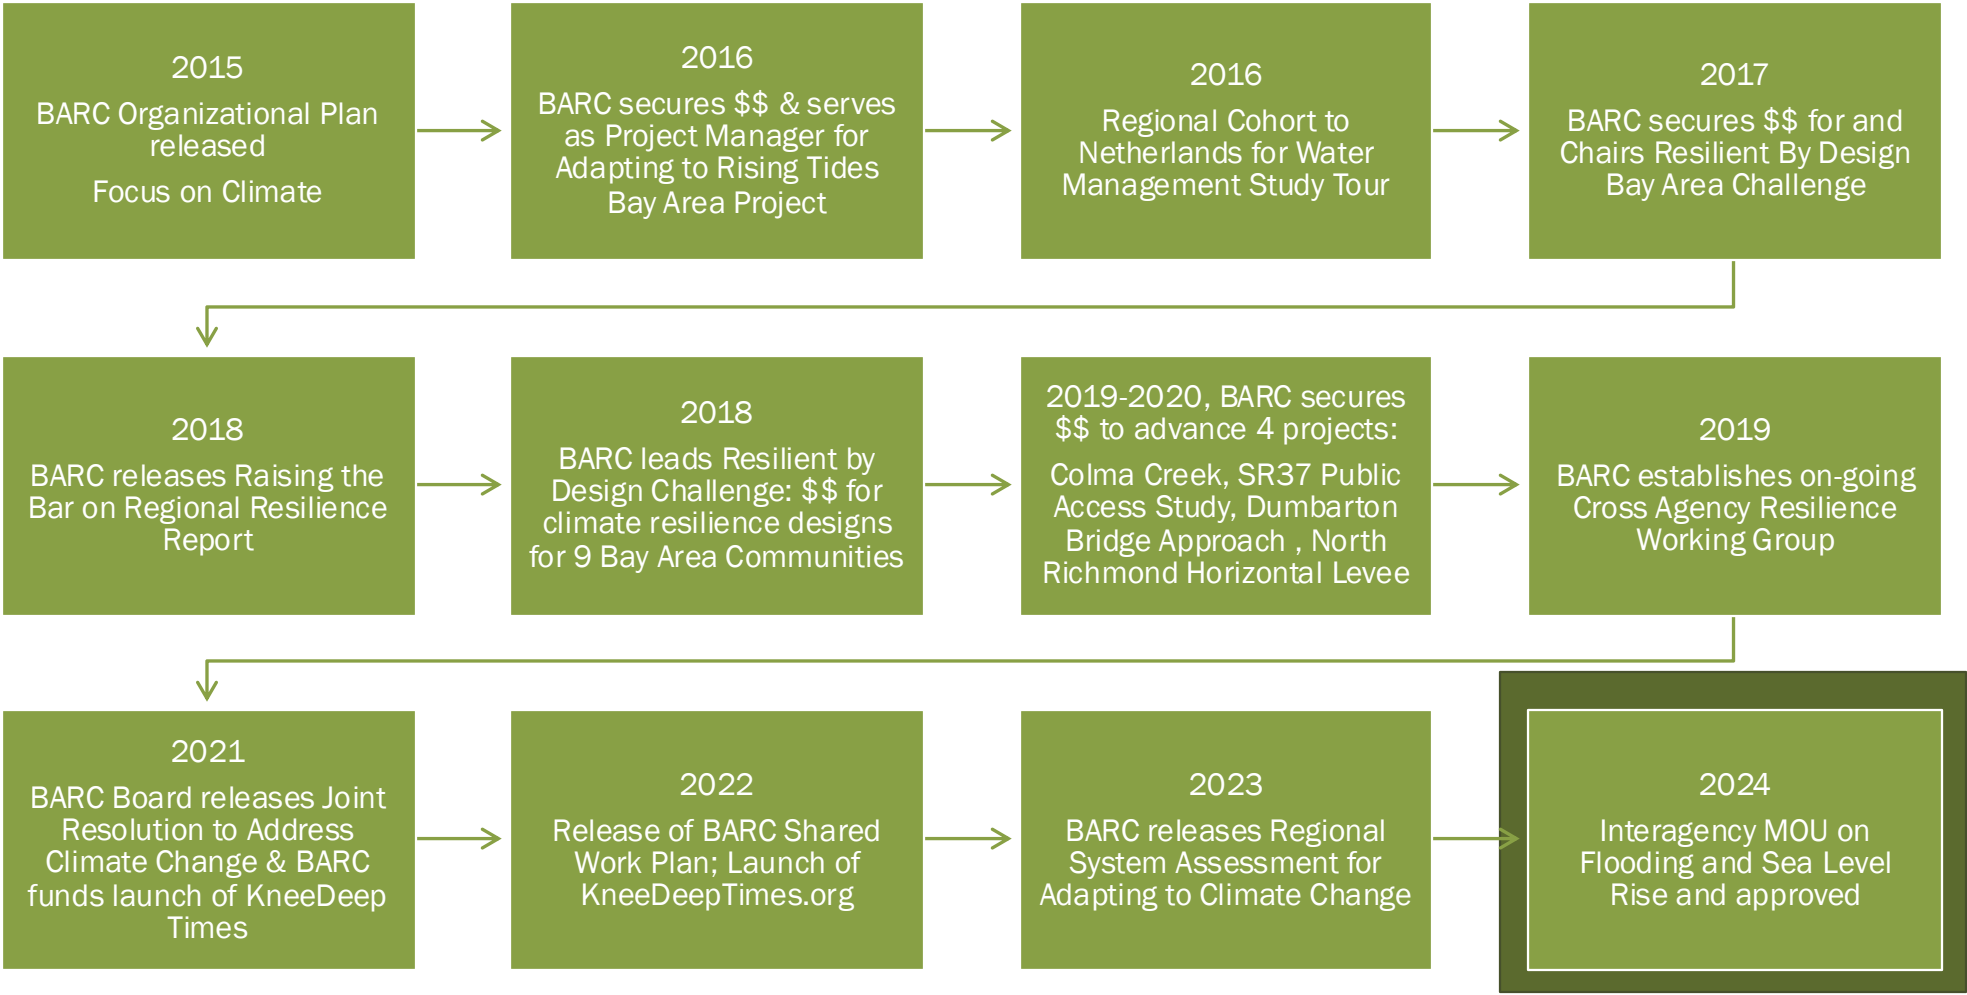 2015
BARC Organizational Plan
released
Focus on Climate
2016
BARC secures $$ & serves
as Project Manager for
Adapting to Rising Tides
Bay Area Project
2016
Regional Cohort to
Netherlands for Water
Management Study Tour
2017
BARC secures $$ for and
Chairs Resilient By Design
Bay Area Challenge
2018
BARC releases Raising the
Bar on Regional Resilience
Report
2018
BARC leads Resilient by
Design Challenge: $$ for
climate resilience designs
for 9 Bay Area Communities
2019-2020, BARC secures
$$ to advance 4 projects:
Colma Creek, SR37 Public
Access Study, Dumbarton
Bridge Approach , North
Richmond Horizontal Levee
2019
BARC establishes on-going
Cross Agency Resilience
Working Group
2021
BARC Board releases Joint
Resolution to Address
Climate Change & BARC
funds launch of KneeDeep
Times
2022
Release of BARC Shared
Work Plan; Launch of
KneeDeepTimes.org
2023
BARC releases Regional
System Assessment for
Adapting to Climate Change
2024
Interagency MOU on
Flooding and Sea Level
Rise and approved